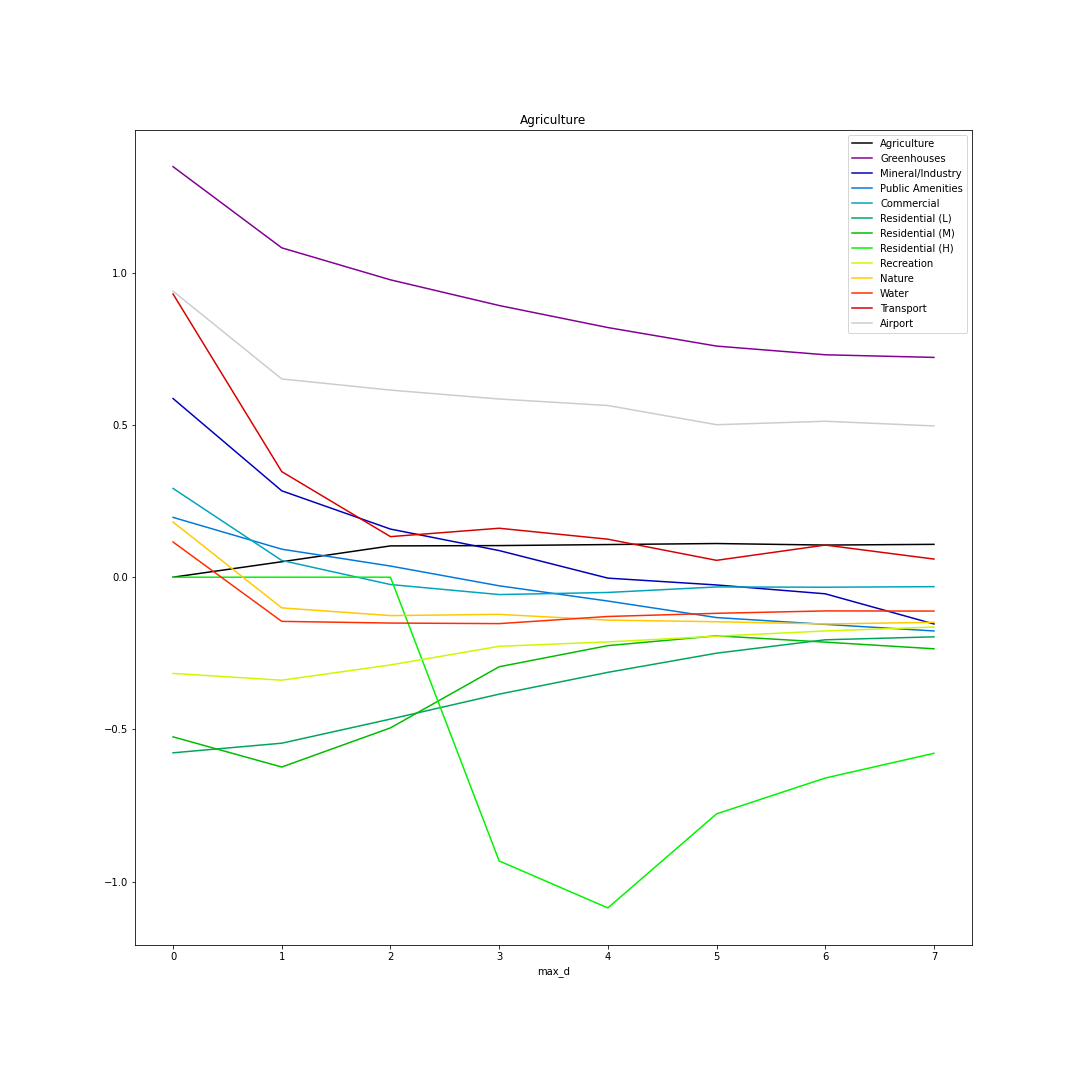 Agriculture
Agriculture
Greenhouses
Mineral/Industry
Public Amenities
Commercial
Residential (L)
Residential (M)
Residential (H)
Recreation
Nature
Water
Transport
Airport
1.0
0.5
0.0
−0.5
−1.0
0 1 2 3 4 5 6 7
max_d